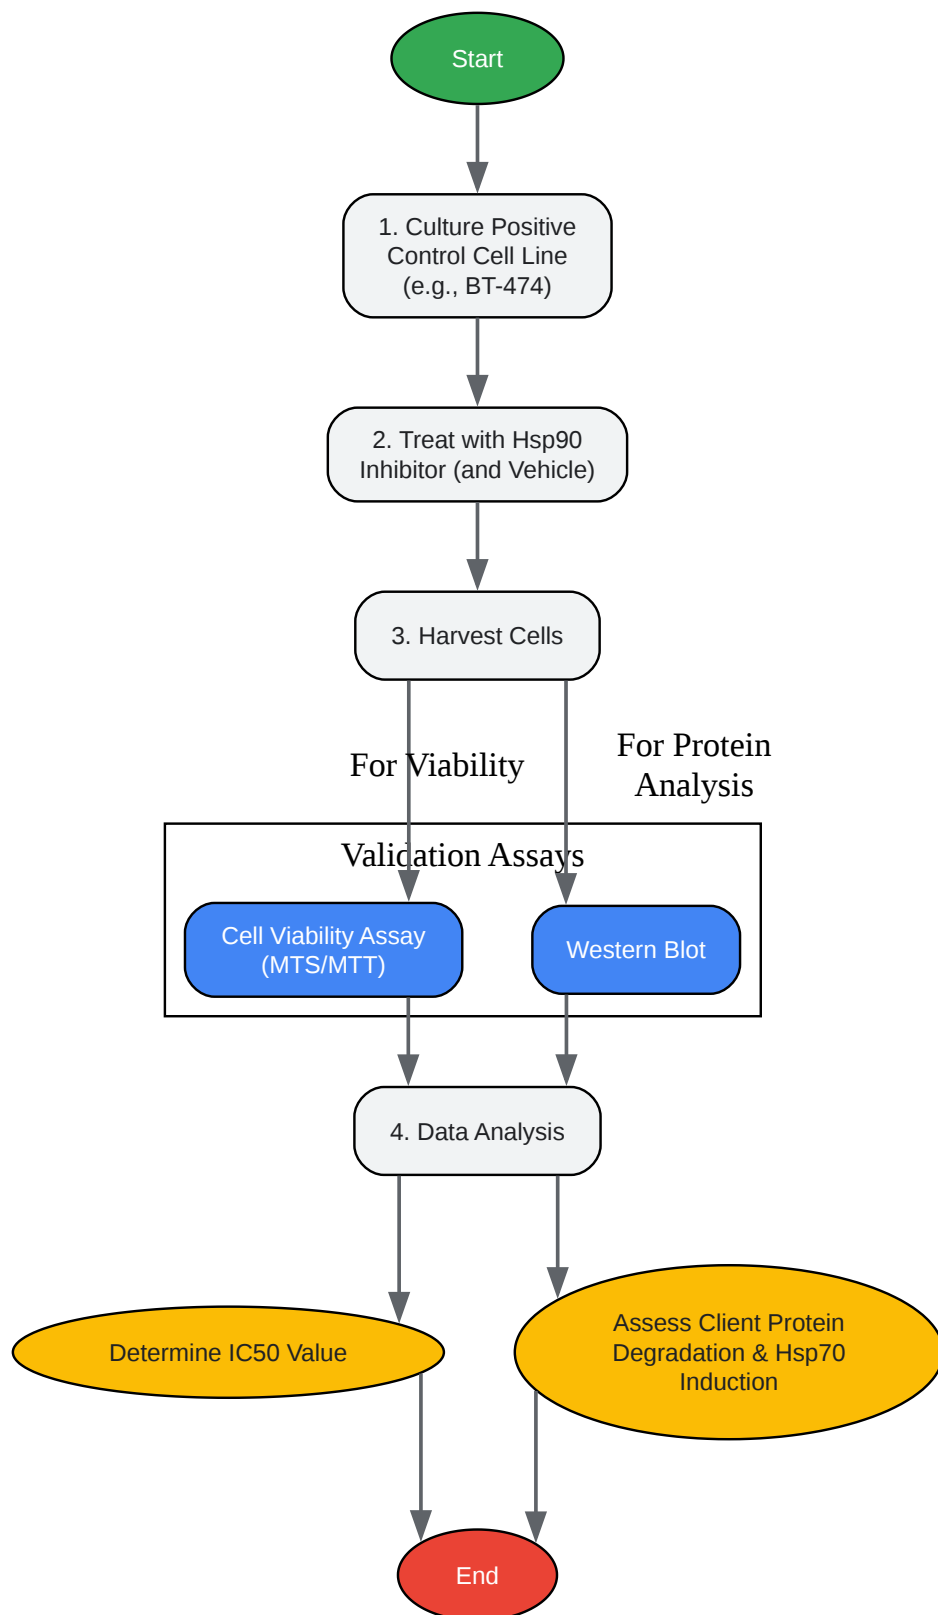 Start
1. Culture Positive
Control Cell Line
(e.g., BT-474)
2. Treat with Hsp90
Inhibitor (and Vehicle)
3. Harvest Cells
For Viability
For Protein
Analysis
Validation Assays
Cell Viability Assay
(MTS/MTT)
Western Blot
4. Data Analysis
Determine IC50 Value
Assess Client Protein
Degradation & Hsp70
Induction
End